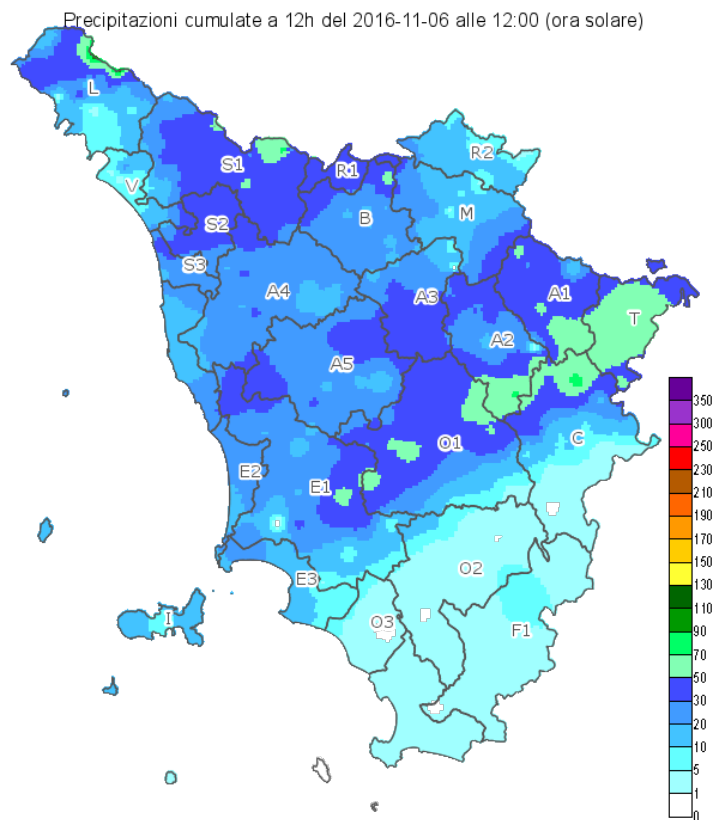 Precipitazioni cumulate a 12h del 2016-11-06 alle 12:00 (ora solare)
L
R2
S1
R1
V
M
B
S2
S3
A4
A3
A1
T
A2
A5
O1
C
E2
E1
O2
E3
I
O3
F1
350
300
250
230
210
190
170
150
130
110
90
70
50
30
20
10
5
1
0